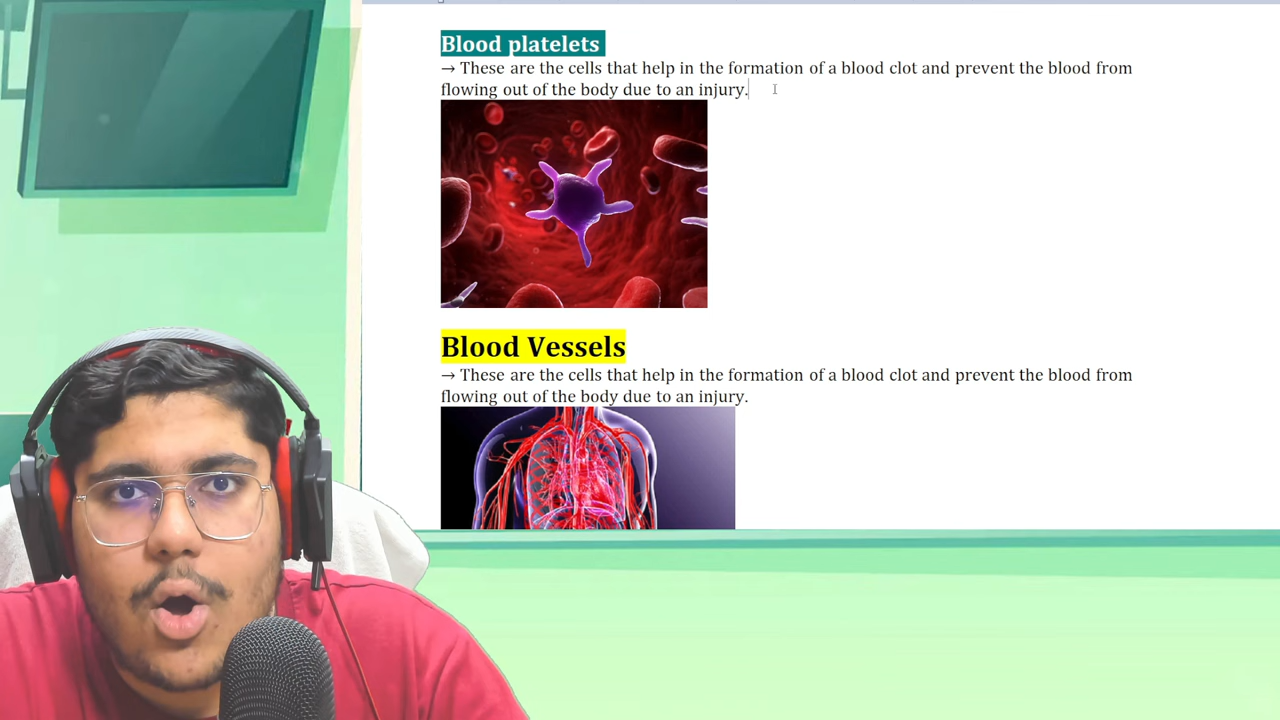 Blood platelets
→ These are the cells that help in the formation of a blood clot and prevent the blood from
flowing out of the body due to an injury.
Blood Vessels
→ These are the cells that help in the formation of a blood clot and prevent the blood from
flowing out of the body due to an injury.